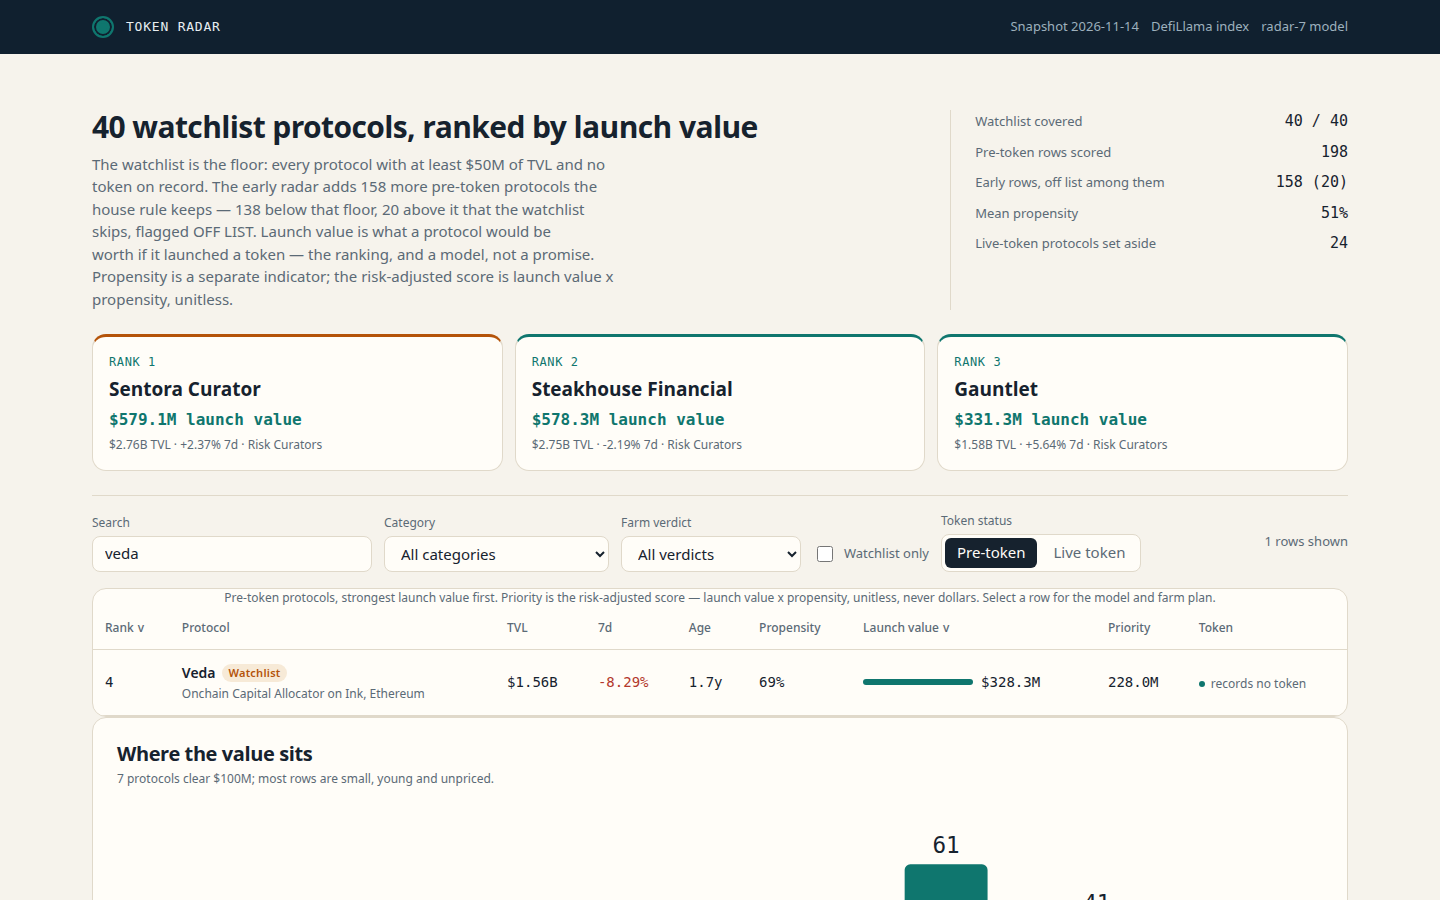 TOKEN RADAR
Snapshot 2026-11-14 DefiLlama index radar-7 model
40 watchlist protocols, ranked by launch value
The watchlist is the floor: every protocol with at least $50M of TVL and no
token on record. The early radar adds 158 more pre-token protocols the
house rule keeps — 138 below that floor, 20 above it that the watchlist
skips, flagged OFF LIST. Launch value is what a protocol would be
worth if it launched a token — the ranking, and a model, not a promise.
Propensity is a separate indicator; the risk-adjusted score is launch value x
propensity, unitless.
Watchlist covered 40 / 40
Pre-token rows scored 198
Early rows, off list among them 158 (20)
Mean propensity 51%
Live-token protocols set aside 24
RANK 1
Sentora Curator
$579.1M launch value
$2.76B TVL · +2.37% 7d · Risk Curators
RANK 2
Steakhouse Financial
$578.3M launch value
$2.75B TVL · -2.19% 7d · Risk Curators
RANK 3
Gauntlet
$331.3M launch value
$1.58B TVL · +5.64% 7d · Risk Curators
Search
veda
Category
All categories
Farm verdict
All verdicts
Watchlist only
Token status
Pre-token Live token
1 rows shown
Pre-token protocols, strongest launch value first. Priority is the risk-adjusted score — launch value x propensity, unitless, never dollars. Select a row for the model and farm plan.
Rank v Protocol TVL 7d Age Propensity Launch value v Priority Token
4 Veda Watchlist $1.56B -8.29% 1.7y 69% $328.3M 228.0M records no token
Onchain Capital Allocator on Ink, Ethereum
Where the value sits
7 protocols clear $100M; most rows are small, young and unpriced.
61
41